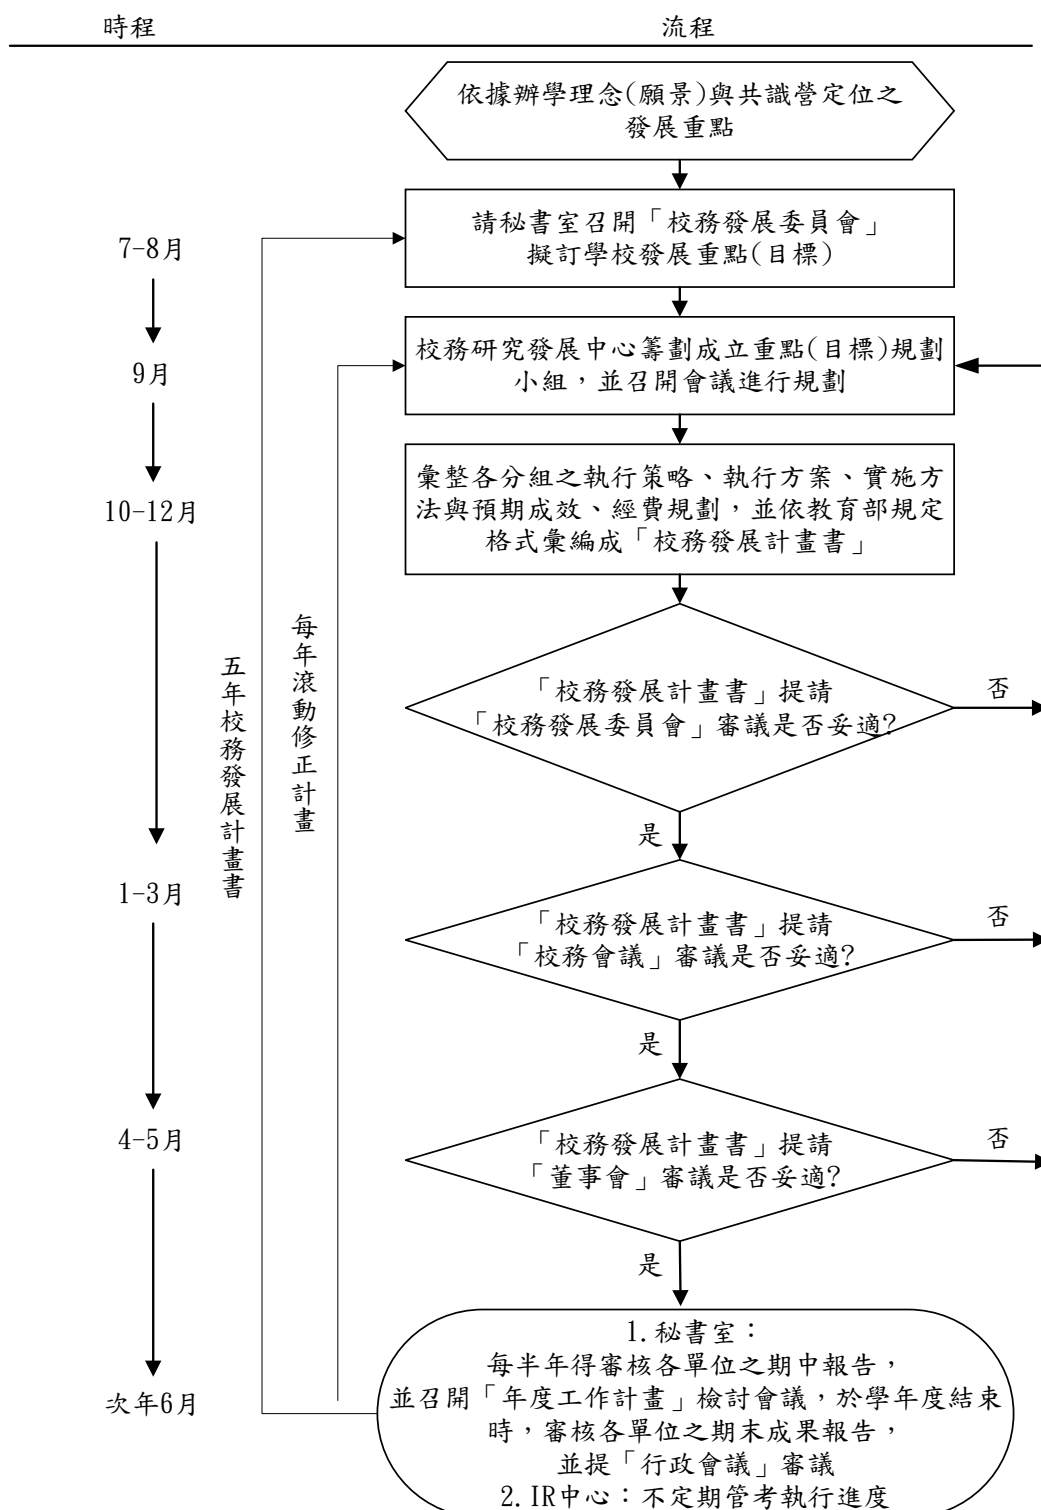 時程
流程
依據辦學理念(願景)與共識營定位之
發展重點
請秘書室召開「校務發展委員會」
擬訂學校發展重點(目標)
7-8月
校務研究發展中心籌劃成立重點(目標)規劃
小組，並召開會議進行規劃
9月
彙整各分組之執行策略、執行方案、實施方
法與預期成效、經費規劃，並依教育部規定
格式彙編成「校務發展計畫書」
10-12月
五年校務發展計畫書
每年滾動修正計畫
「校務發展計畫書」提請
「校務發展委員會」審議是否妥適?
否
是
1-3月
「校務發展計畫書」提請
「校務會議」審議是否妥適?
否
是
4-5月
「校務發展計畫書」提請
「董事會」審議是否妥適?
否
是
次年6月
1.秘書室：
每半年得審核各單位之期中報告，
並召開「年度工作計畫」檢討會議，於學年度結束
時，審核各單位之期末成果報告，
並提「行政會議」審議
2.IR中心：不定期管考執行進度